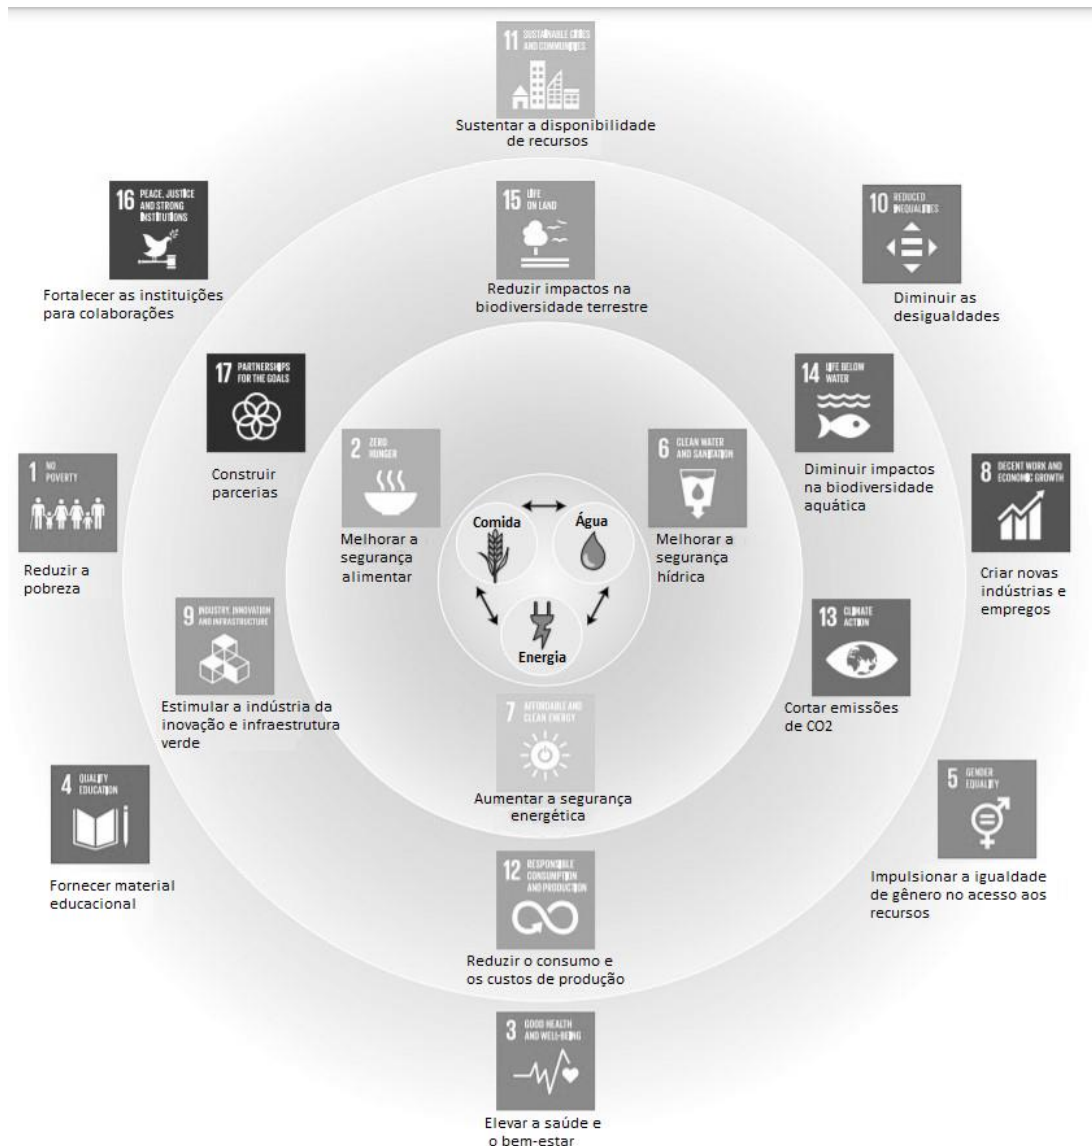 11 SUSTAINABLE CITIES
AND COMMUNITIES
Sustentar a disponibilidade
de recursos
16 PEACE, JUSTICE
AND STRONG
INSTITUTIONS
Fortalecer as instituições
para colaborações
15 LIFE
ON LAND
Reduzir impactos na
biodiversidade terrestre
10 REDUCED
INEQUALITIES
Diminuir as
desigualdades
17 PARTNERSHIPS
FOR THE GOALS
Construir
parcerias
14 LIFE BELOW
WATER
Diminuir impactos
na biodiversidade
aquática
2 ZERO
HUNGER
Melhorar a
segurança
alimentar
6 CLEAN WATER
AND SANITATION
Melhorar a
segurança
hídrica
1 NO
POVERTY
Reduzir a
pobreza
8 DECENT WORK AND
ECONOMIC GROWTH
Criar novas
indústrias e
empregos
Comida
Água
Energia
9 INDUSTRY, INNOVATION
AND INFRASTRUCTURE
Estimular a indústria da
inovação e infraestrutura
verde
13 CLIMATE
ACTION
Cortar emissões
de CO2
7 AFFORDABLE AND
CLEAN ENERGY
Aumentar a segurança
energética
4 QUALITY
EDUCATION
Fornecer material
educacional
5 GENDER
EQUALITY
Impulsionar a igualdade
de gênero no acesso aos
recursos
12 RESPONSIBLE
CONSUMPTION
AND PRODUCTION
Reduzir o consumo e
os custos de produção
3 GOOD HEALTH
AND WELL-BEING
Elevar a saúde e
o bem-estar